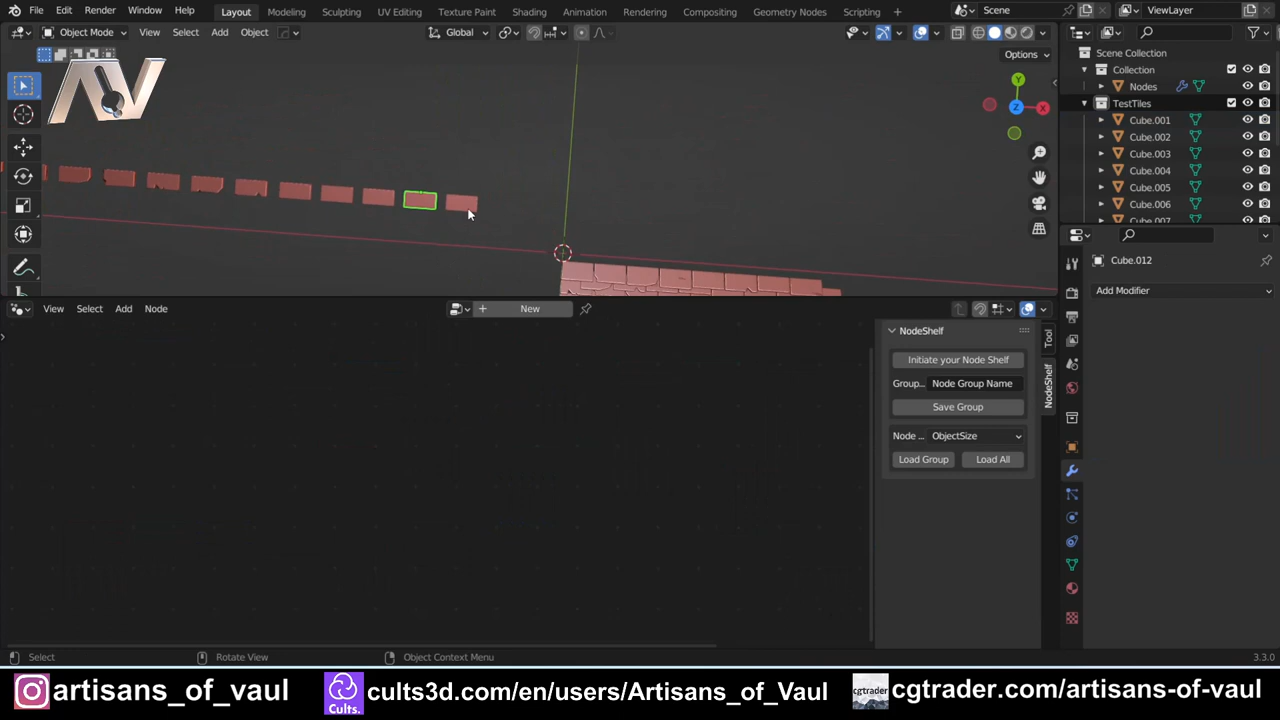 File Edit Render Window Help Layout Modeling Sculpting UV Editing Texture Paint Shading Animation Rendering Compositing Geometry Nodes Scripting + Scene ViewLayer
Object Mode View Select Add Object Global
Options
AV
Scene Collection
Collection
Nodes
TestTiles
Cube.001
Cube.002
Cube.003
Cube.004
Cube.005
Cube.006
Cube.007
Y
Z X
Cube.012
Add Modifier
View Select Add Node + New
NodeShelf
Initiate your Node Shelf
Group... Node Group Name
Save Group
Node ... ObjectSize
Load Group Load All
Tool
NodeShelf
Select Rotate View Object Context Menu 3.3.0
artisans_of_vaul Cults. cults3d.com/en/users/Artisans_of_Vaul cgtrader.com/artisans-of-vaul